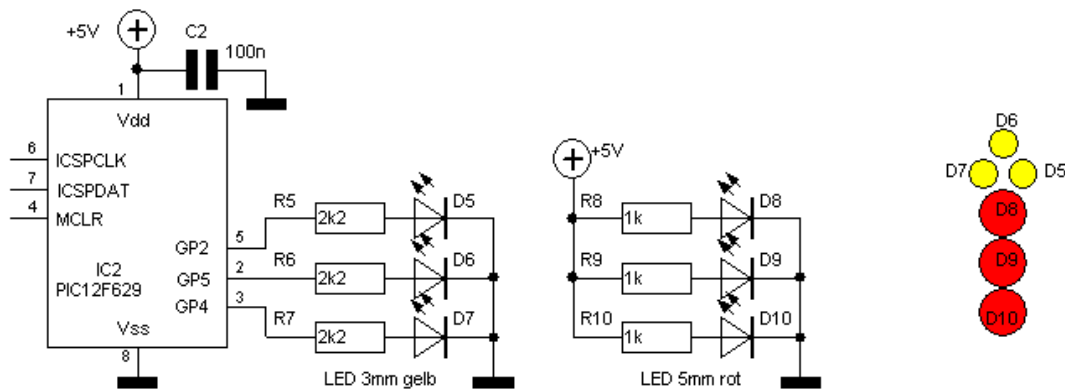 +5V
C2
100n
1
Vdd
6
ICSPCLK
7
ICSPDAT
4
MCLR
GP2
5
IC2
PIC12F629
GP5
2
GP4
3
Vss
8
R5
2k2
D5
R6
2k2
D6
R7
2k2
D7
LED 3mm gelb
+5V
R8
1k
D8
R9
1k
D9
R10
1k
D10
LED 5mm rot
D6
D7
D5
D8
D9
D10